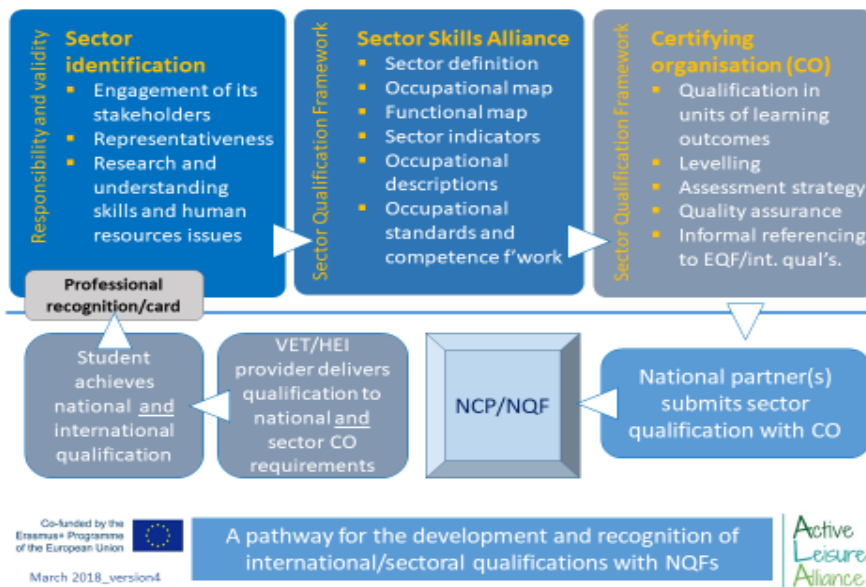 Responsibility and validity
Sector
identification
▪ Engagement of its
stakeholders
▪ Representativeness
▪ Research and
understanding
skills and human
resources issues
Sector Qualification Framework
Sector Skills Alliance
▪ Sector definition
▪ Occupational map
▪ Functional map
▪ Sector indicators
▪ Occupational
descriptions
▪ Occupational
standards and
competence f'work
Sector Qualification Framework
Certifying
organisation (CO)
▪ Qualification in
units of learning
outcomes
▪ Levelling
▪ Assessment strategy
▪ Quality assurance
▪ Informal referencing
to EQF/int. qual's.
Professional
recognition/card
Student
achieves
national and
international
qualification
VET/HEI
provider delivers
qualification to
national and
sector CO
requirements
NCP/NQF
National partner(s)
submits sector
qualification with CO
Co-funded by the
Erasmus+ Programme
of the European Union
March 2018_version4
A pathway for the development and recognition of
international/sectoral qualifications with NQFs
Active
Leisure
Alliance